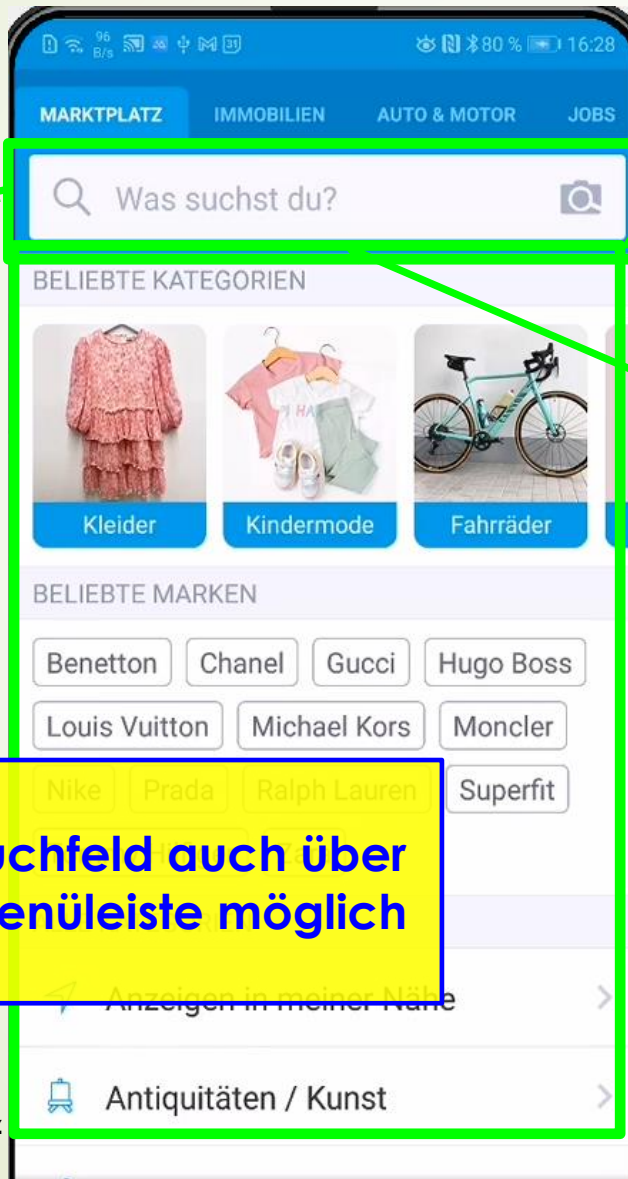 96
B/s
31
80 %
16:28
MARKTPLATZ IMMOBILIEN AUTO & MOTOR JOBS
Was suchst du?
BELIEBTE KATEGORIEN
HA
Kleider Kindermode Fahrräder
BELIEBTE MARKEN
Benetton Chanel Gucci Hugo Boss
Louis Vuitton Michael Kors Moncler
Nike Prada Ralph Lauren Superfit
uchfeld auch über
enüleiste möglich
Anzeigen in meiner Nähe
Antiquitäten / Kunst